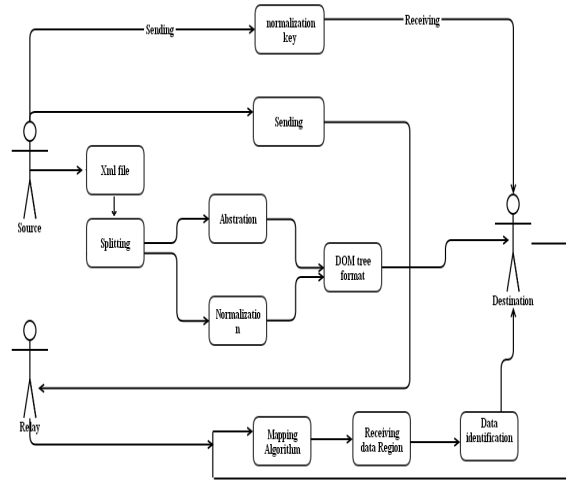 normalization
key
Sending
Receiving
Sending
Xml file
Source
Splitting
Abstration
Normalizatio
n
DOM tree
format
Destination
Relay
Mapping
Algorithm
Receiving
data Region
Data
identification